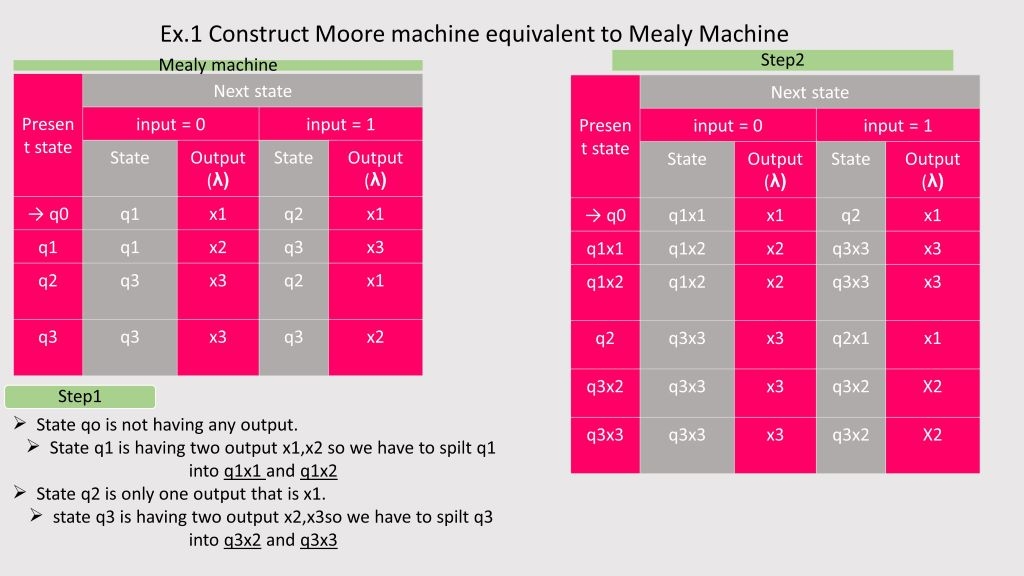 Ex.1 Construct Moore machine equivalent to Mealy Machine
Mealy machine
Presen
t state
Next state
input = 0 input = 1
State Output
(λ) State Output
(λ)
→ q0 q1 x1 q2 x1
q1 q1 x2 q3 x3
q2 q3 x3 q2 x1
q3 q3 x3 q3 x2
Step1
➢ State qo is not having any output.
➢ State q1 is having two output x1,x2 so we have to spilt q1
into q1x1 and q1x2
➢ State q2 is only one output that is x1.
➢ state q3 is having two output x2,x3so we have to spilt q3
into q3x2 and q3x3
Step2
Presen
t state
Next state
input = 0 input = 1
State Output
(λ) State Output
(λ)
→ q0 q1x1 x1 q2 x1
q1x1 q1x2 x2 q3x3 x3
q1x2 q1x2 x2 q3x3 x3
q2 q3x3 x3 q2x1 x1
q3x2 q3x3 x3 q3x2 X2
q3x3 q3x3 x3 q3x2 X2